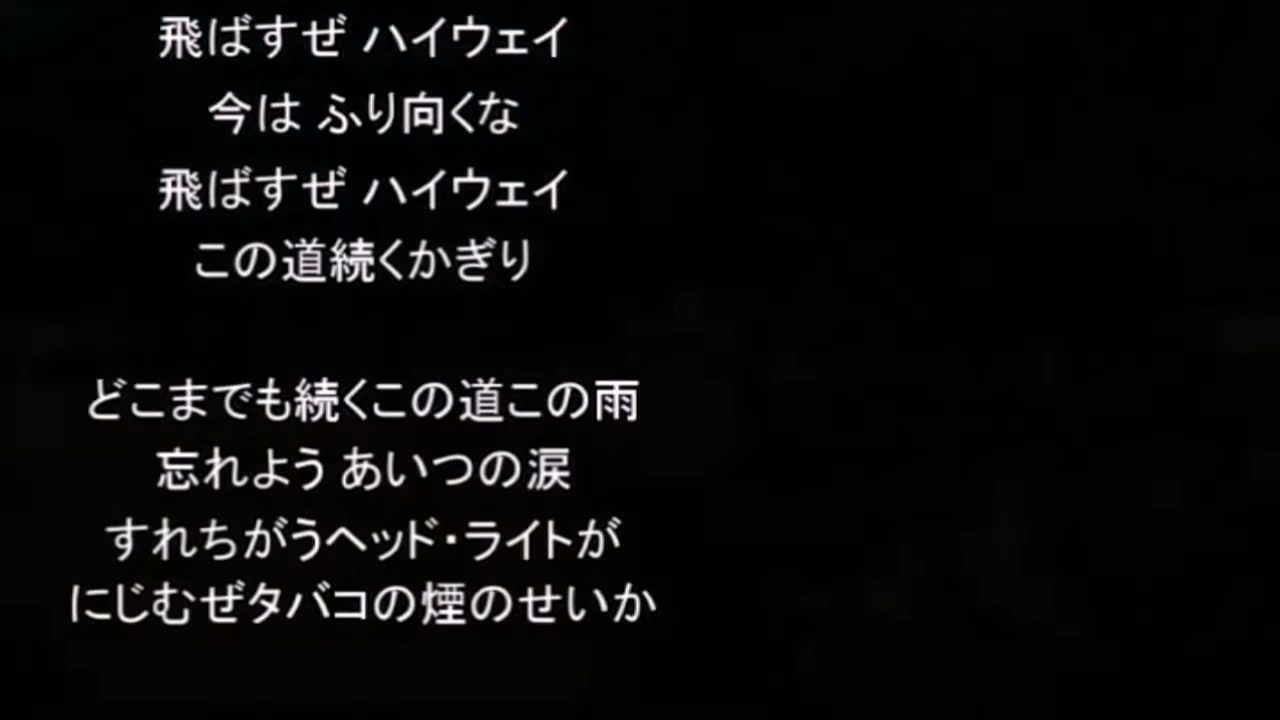 飛ばすぜ ハイウェイ
今は ふり向くな
飛ばすぜ ハイウェイ
この道続くかぎり
どこまでも続くこの道この雨
忘れよう あいつの涙
すれちがうヘッド・ライトが
にじむぜタバコの煙のせいか